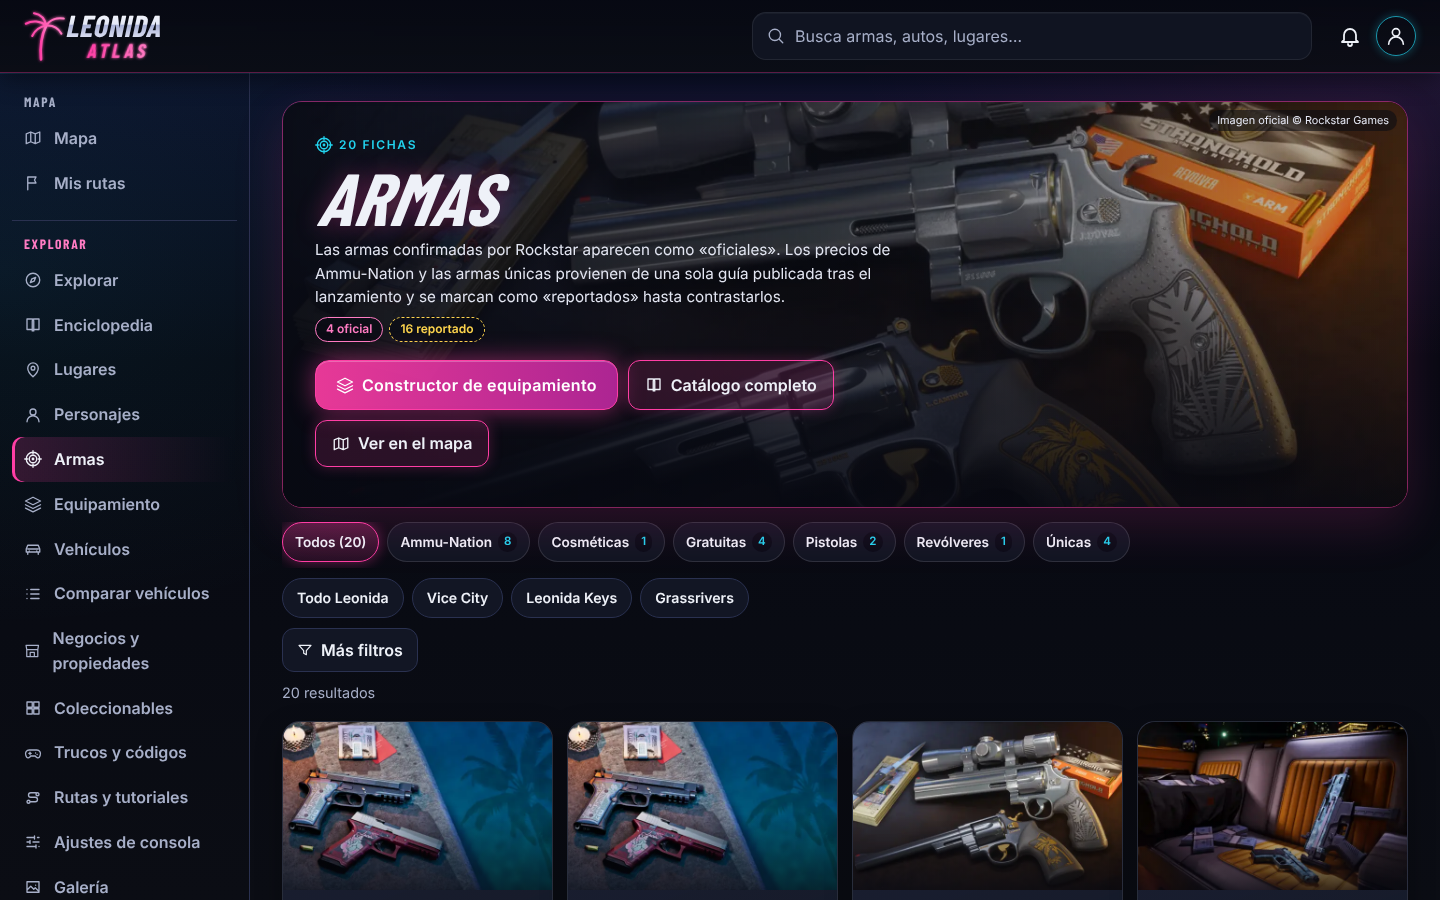 LEONIDA
ATLAS
Busca armas, autos, lugares...
MAPA
Mapa
Mis rutas
EXPLORAR
Explorar
Enciclopedia
Lugares
Personajes
Armas
Equipamiento
Vehículos
Comparar vehículos
Negocios y
propiedades
Coleccionables
Trucos y códigos
Rutas y tutoriales
Ajustes de consola
Galería
Imagen oficial © Rockstar Games
20 FICHAS
ARMAS
Las armas confirmadas por Rockstar aparecen como «oficiales». Los precios de
Ammu-Nation y las armas únicas provienen de una sola guía publicada tras el
lanzamiento y se marcan como «reportados» hasta contrastarlos.
4 oficial
16 reportado
Constructor de equipamiento
Catálogo completo
Ver en el mapa
STRONGHOLD
REVOLVER
ARM
Todos (20)
Ammu-Nation 8
Cosméticas 1
Gratuitas 4
Pistolas 2
Revólveres 1
Únicas 4
Todo Leonida
Vice City
Leonida Keys
Grassrivers
Más filtros
20 resultados